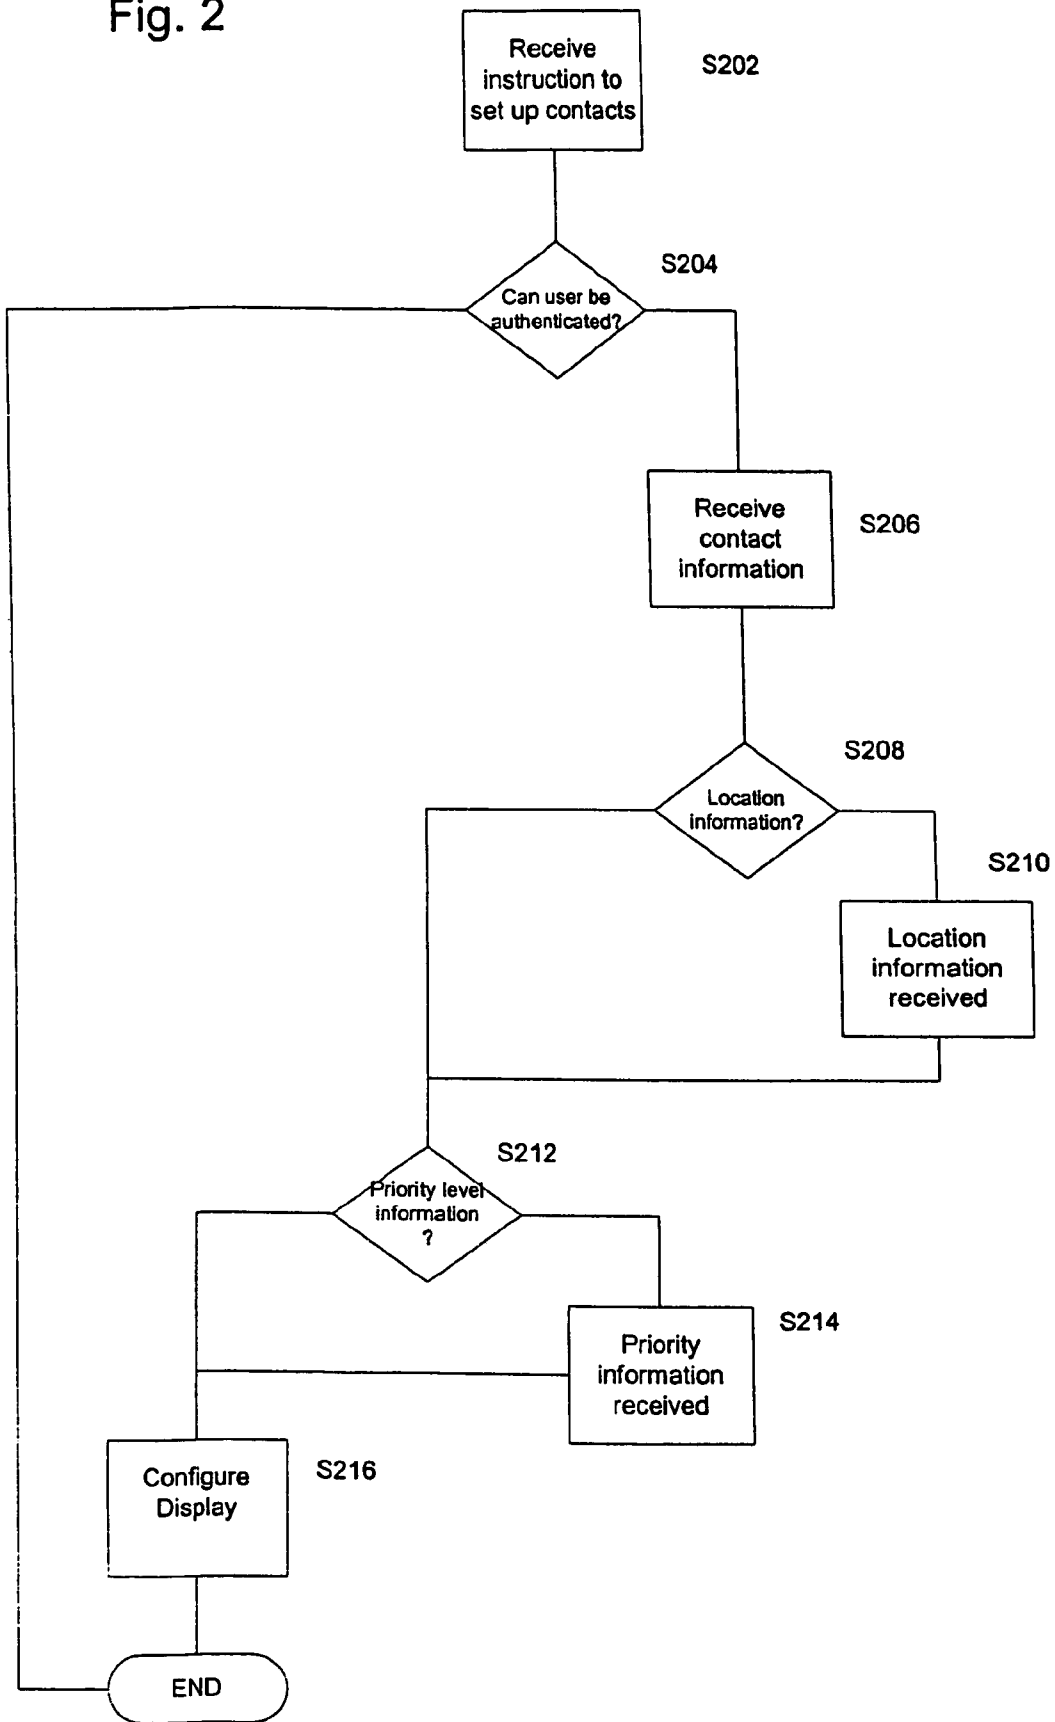 Fig. 2
Receive
instruction to
set up contacts
S202
S204
Can user be
authenticated?
Receive
contact
information
S206
S208
Location
information?
S210
Location
information
received
S212
Priority level
information
?
S214
Priority
information
received
Configure
Display
S216
END